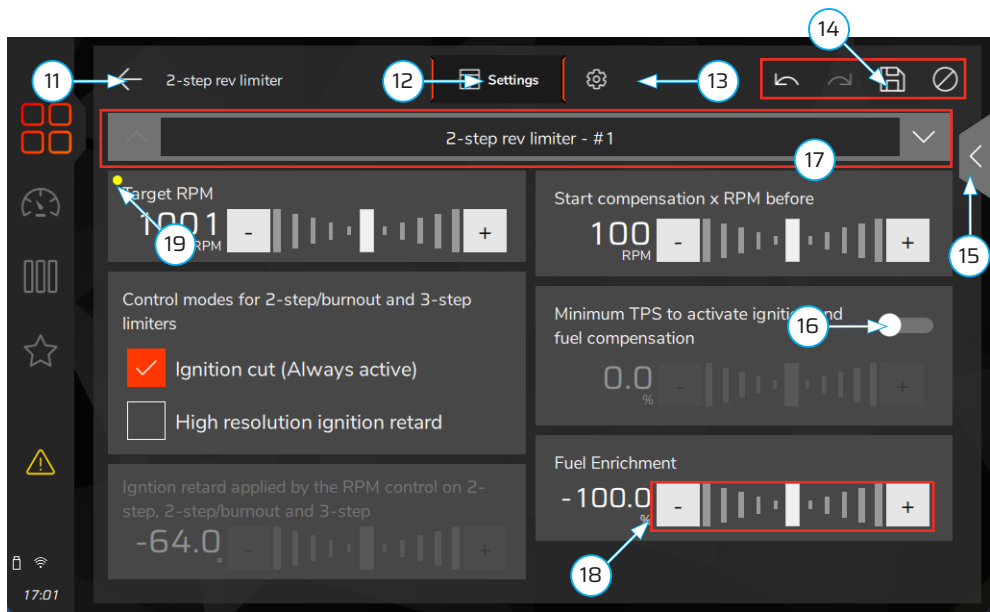 14
11
2-step rev limiter
12
Settings
13
2-step rev limiter - #1
17
Target RPM
1001
RPM
-
+
19
Start compensation x RPM before
100
RPM
-
+
15
Control modes for 2-step/burnout and 3-step
limiters
Ignition cut (Always active)
High resolution ignition retard
Minimum TPS to activate ignition and
fuel compensation
16
0.0
%
-
+
Igntion retard applied by the RPM control on 2-
step, 2-step/burnout and 3-step
-64.0
°
-
+
Fuel Enrichment
-100.0
%
-
+
18
17:01